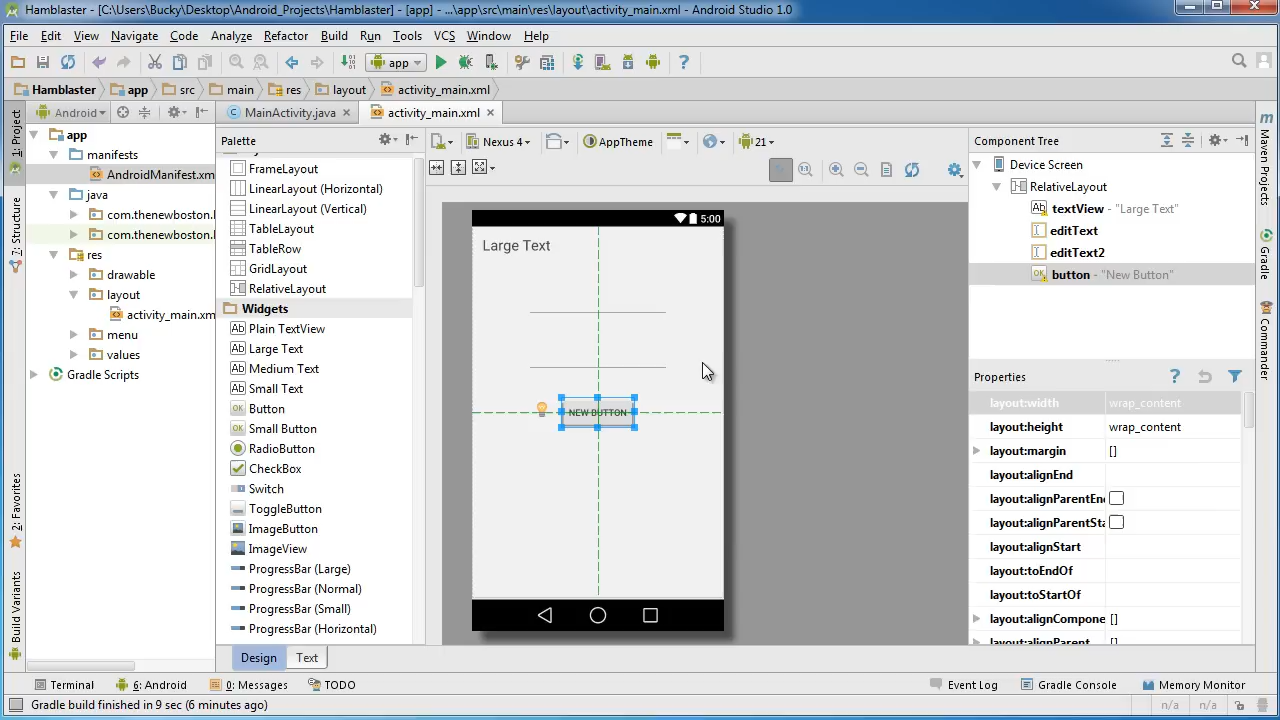 Hamblaster - [C:\Users\Bucky\Desktop\Android_Projects\Hamblaster] - [app] - ...\app\src\main\res\layout\activity_main.xml - Android Studio 1.0
File Edit View Navigate Code Analyze Refactor Build Run Tools VCS Window Help
app
Hamblaster app src main res layout activity_main.xml
1: Project
7: Structure
2: Favorites
Build Variants
Android
app
manifests
AndroidManifest.xm
java
com.thenewboston.
com.thenewboston.
res
drawable
layout
activity_main.xm
menu
values
Gradle Scripts
MainActivity.java activity_main.xml
Palette
FrameLayout
LinearLayout (Horizontal)
LinearLayout (Vertical)
TableLayout
TableRow
GridLayout
RelativeLayout
Widgets
Plain TextView
Large Text
Medium Text
Small Text
Button
Small Button
RadioButton
CheckBox
Switch
ToggleButton
ImageButton
ImageView
ProgressBar (Large)
ProgressBar (Normal)
ProgressBar (Small)
ProgressBar (Horizontal)
Design Text
Nexus 4 AppTheme 21
5:00
Large Text
NEW BUTTON
Component Tree
Device Screen
RelativeLayout
textView - "Large Text"
editText
editText2
button - "New Button"
Properties
layout:width wrap_content
layout:height wrap_content
layout:margin []
layout:alignEnd
layout:alignParentEn
layout:alignParentSta
layout:alignStart
layout:toEndOf
layout:toStartOf
layout:alignCompone []
layout:alignParent []
Maven Projects
Gradle
Commander
Terminal 6: Android 0: Messages TODO Event Log Gradle Console Memory Monitor
Gradle build finished in 9 sec (6 minutes ago) n/a n/a